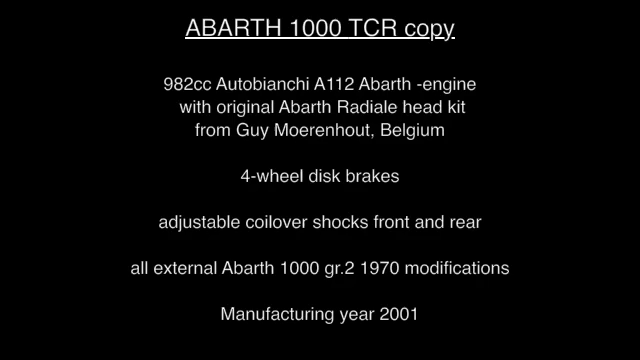 ABARTH 1000 TCR copy
982cc Autobianchi A112 Abarth -engine
with original Abarth Radiale head kit
from Guy Moerenhout, Belgium
4-wheel disk brakes
adjustable coilover shocks front and rear
all external Abarth 1000 gr.2 1970 modifications
Manufacturing year 2001